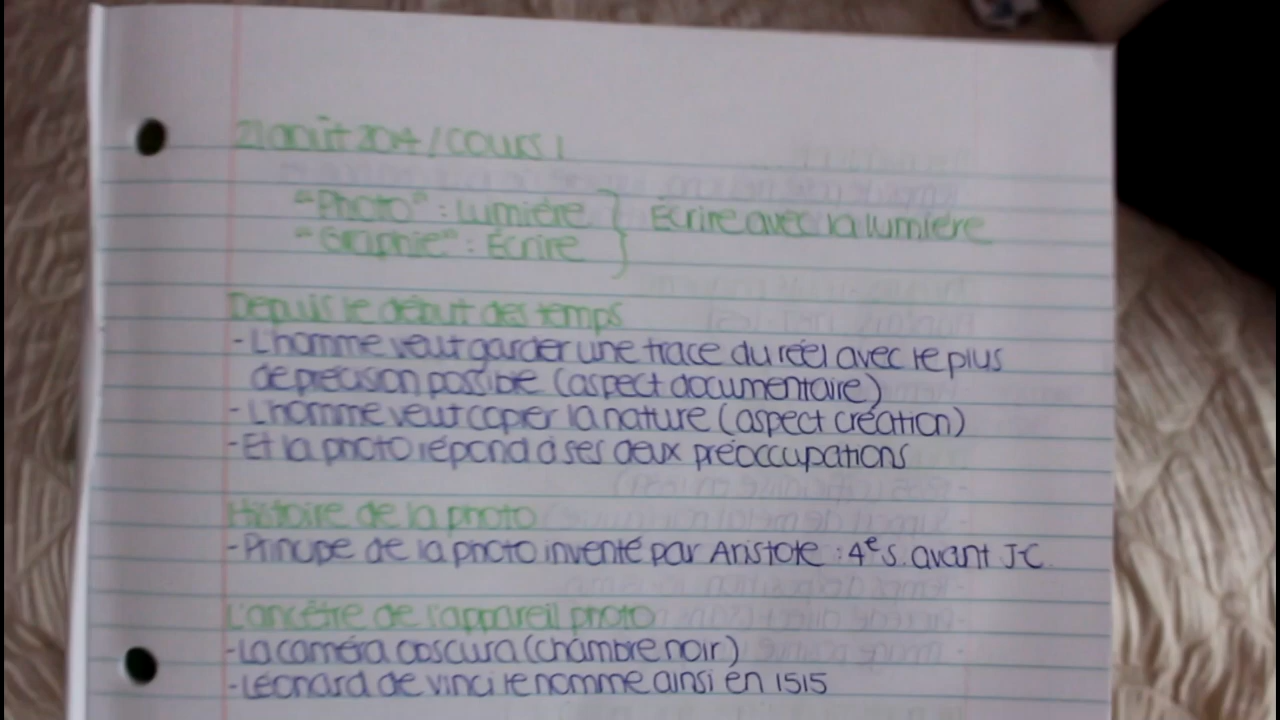 21 août 2014 / Cours 1
"Photo" : Lumière } Écrire avec la lumière
"Graphie" : Écrire
Depuis le début des temps
- L'homme veut garder une trace du réel avec le plus
de précision possible (aspect documentaire)
- L'homme veut copier la nature (aspect création)
- Et la photo répond à ses deux préoccupations
Histoire de la photo
- Principe de la photo inventé par Aristote : 4e s. avant J-C
L'ancêtre de l'appareil photo
- La caméra obscura (chambre noir)
- Léonard de vinci le nomme ainsi en 1515